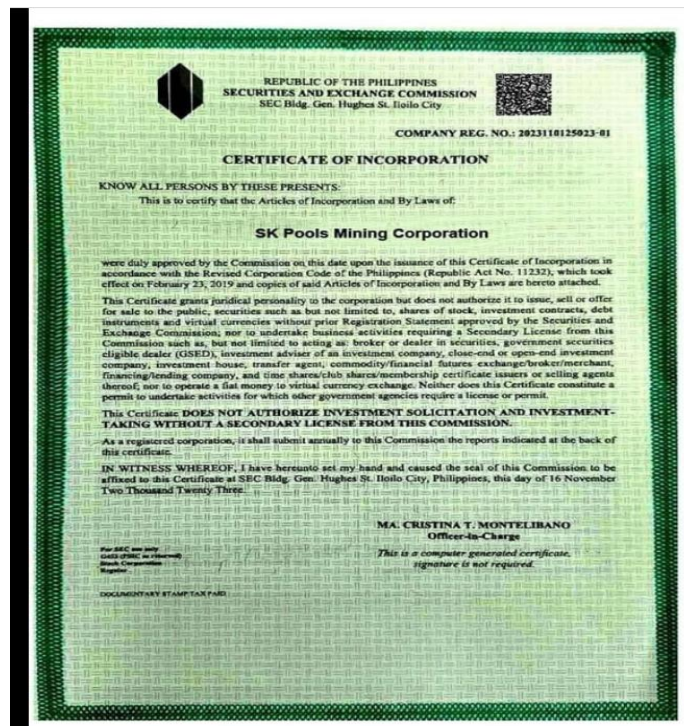 REPUBLIC OF THE PHILIPPINES
SECURITIES AND EXCHANGE COMMISSION
SEC Bldg. Gen. Hughes St. Iloilo City
COMPANY REG. NO.: 2023110125023-01
CERTIFICATE OF INCORPORATION
KNOW ALL PERSONS BY THESE PRESENTS:
This is to certify that the Articles of Incorporation and By Laws of:
SK Pools Mining Corporation
were duly approved by the Commission on this date upon the issuance of this Certificate of Incorporation in
accordance with the Revised Corporation Code of the Philippines (Republic Act No. 11232), which took
effect on February 23, 2019 and copies of said Articles of Incorporation and By Laws are hereto attached.
This Certificate grants juridical personality to the corporation but does not authorize it to issue, sell or offer
for sale to the public, securities such as but not limited to, shares of stock, investment contracts, debt
instruments and virtual currencies without prior Registration Statement approved by the Securities and
Exchange Commission; nor to undertake business activities requiring a Secondary License from this
Commission such as, but not limited to acting as: broker or dealer in securities, government securities
eligible dealer (GSED), investment adviser of an investment company, close-end or open-end investment
company, investment house, transfer agent, commodity/financial futures exchange/broker/merchant,
financing/lending company, and time shares/club shares/membership certificate issuers or selling agents
thereof; nor to operate a fiat money to virtual currency exchange. Neither does this Certificate constitute a
permit to undertake activities for which other government agencies require a license or permit.
This Certificate DOES NOT AUTHORIZE INVESTMENT SOLICITATION AND INVESTMENT-
TAKING WITHOUT A SECONDARY LICENSE FROM THIS COMMISSION.
As a registered corporation, it shall submit annually to this Commission the reports indicated at the back of
this certificate.
IN WITNESS WHEREOF, I have hereunto set my hand and caused the seal of this Commission to be
affixed to this Certificate at SEC Bldg. Gen. Hughes St. Iloilo City, Philippines, this day of 16 November
Two Thousand Twenty Three.
MA. CRISTINA T. MONTELIBANO
Officer-in-Charge
This is a computer generated certificate,
signature is not required.
For SEC use only
(PSIC as referred)
Stock Corporation
Regular
DOCUMENTARY STAMP TAX PAID